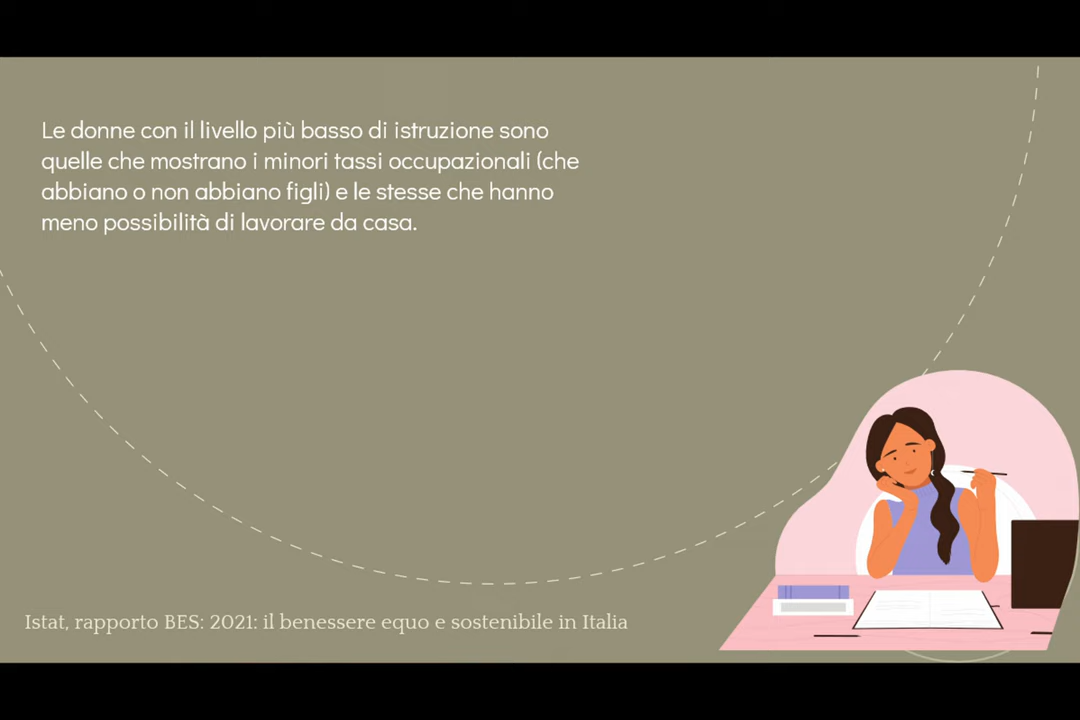 Le donne con il livello più basso di istruzione sono
quelle che mostrano i minori tassi occupazionali (che
abbiano o non abbiano figli) e le stesse che hanno
meno possibilità di lavorare da casa.
Istat, rapporto BES: 2021: il benessere equo e sostenibile in Italia